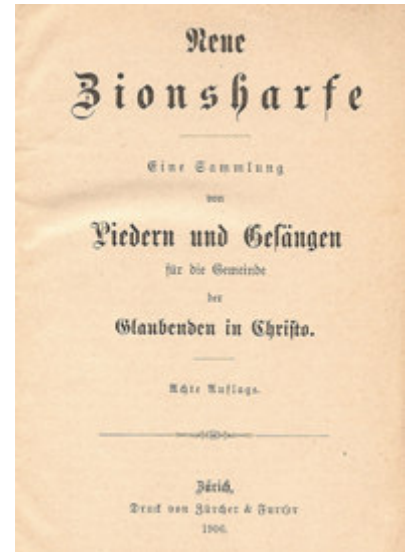 Neue
Zionsharfe
Eine Sammlung
von
Liedern und Gesängen
für die Gemeinde
der
Glaubenden in Christo.
Achte Auflage.
Zürich,
Druck von Zürcher & Furrer
1906.